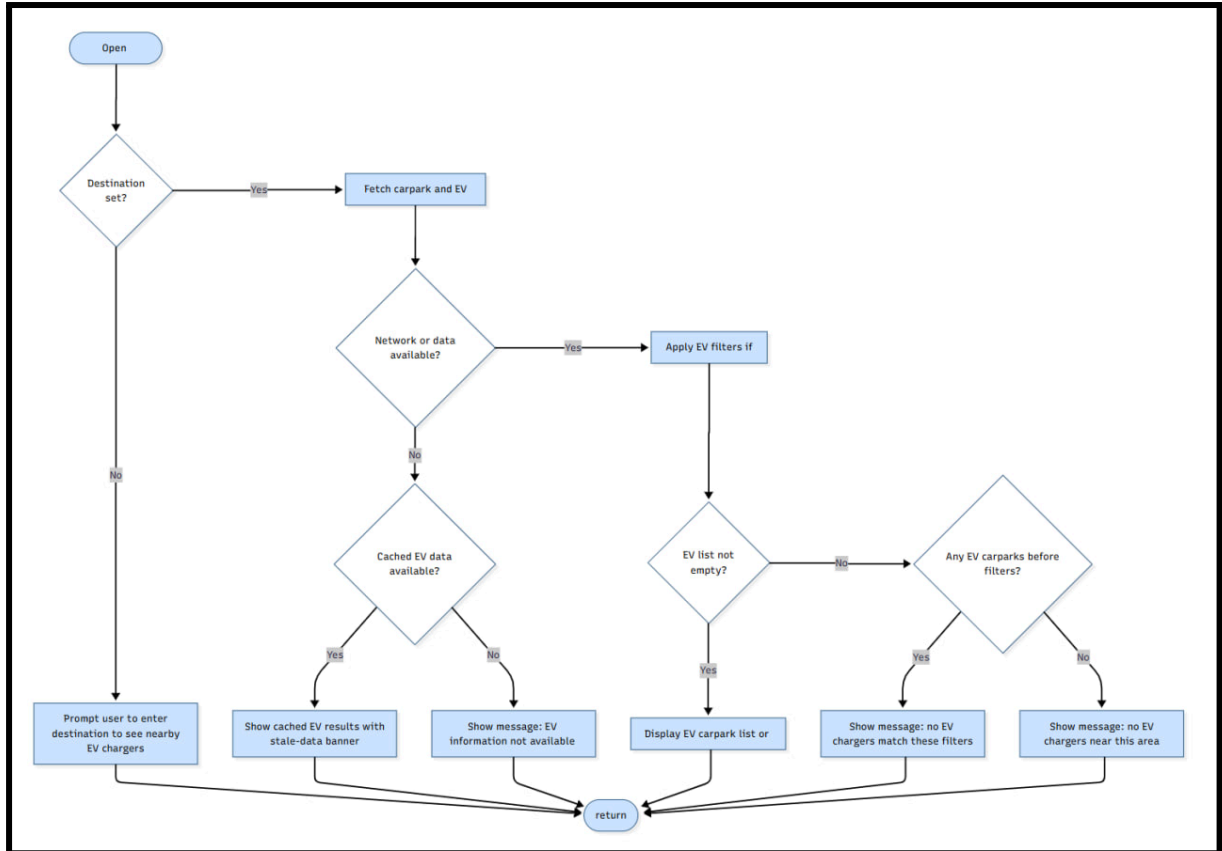 Open
Destination
set?
Yes
Fetch carpark and EV
Network or data
available?
Yes
Apply EV filters if
No
No
Cached EV data
available?
EV list not
empty?
No
Any EV carparks before
filters?
Yes
No
Yes
Yes
No
Prompt user to enter
destination to see nearby
EV chargers
Show cached EV results with
stale-data banner
Show message: EV
information not available
Display EV carpark list or
Show message: no EV
chargers match these filters
Show message: no EV
chargers near this area
return